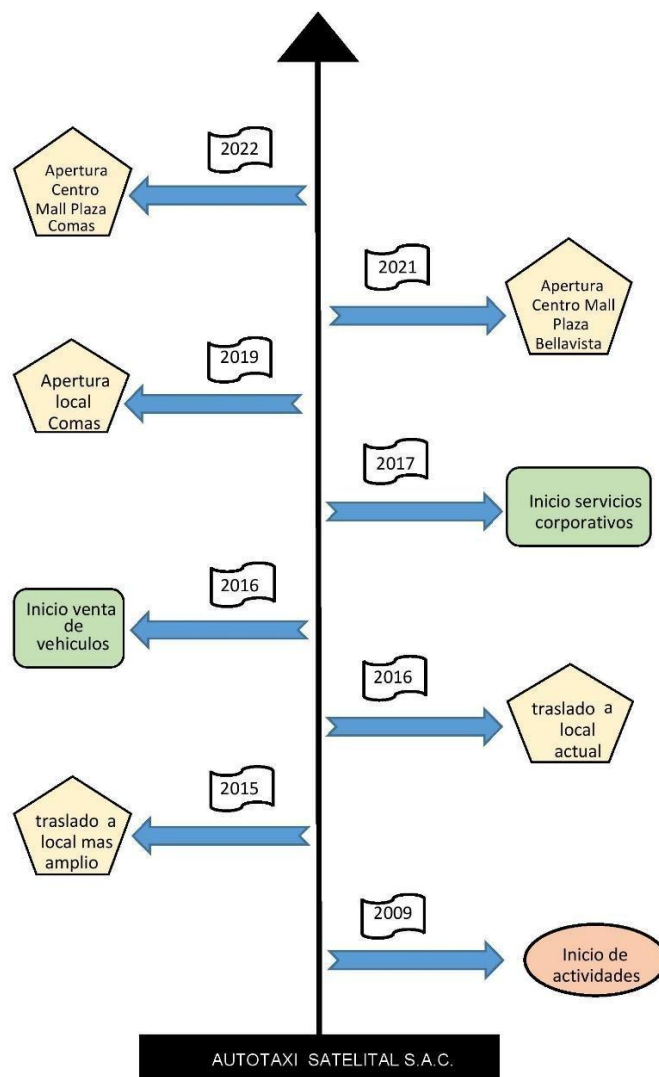 2022
Apertura
Centro
Mall Plaza
Comas
2021
Apertura
Centro Mall
Plaza
Bellavista
2019
Apertura
local
Comas
2017
Inicio servicios
corporativos
2016
Inicio venta
de
vehiculos
2016
traslado a
local
actual
2015
traslado a
local mas
amplio
2009
Inicio de
actividades
AUTOTAXI SATELITAL S.A.C.